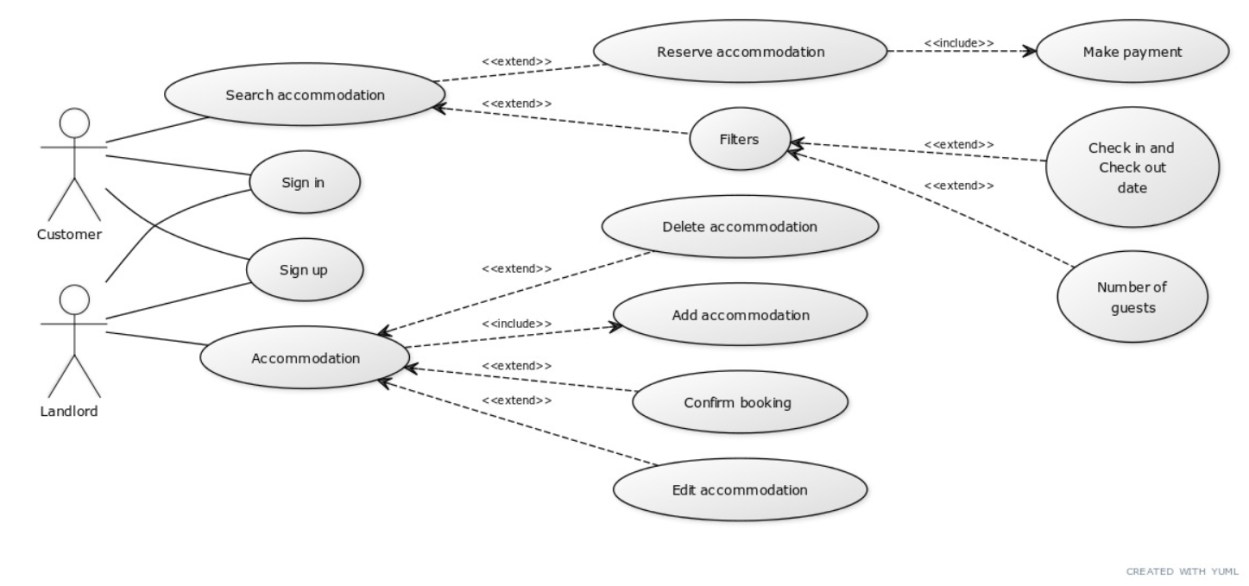 Reserve accommodation
<<include>>
Make payment
<<extend>>
Search accommodation
<<extend>>
Filters
<<extend>>
Check in and
Check out
date
<<extend>>
Sign in
Customer
Delete accommodation
Sign up
<<extend>>
Number of
guests
Add accommodation
<<include>>
Accommodation
<<extend>>
Confirm booking
<<extend>>
Landlord
Edit accommodation
CREATED WITH YUML